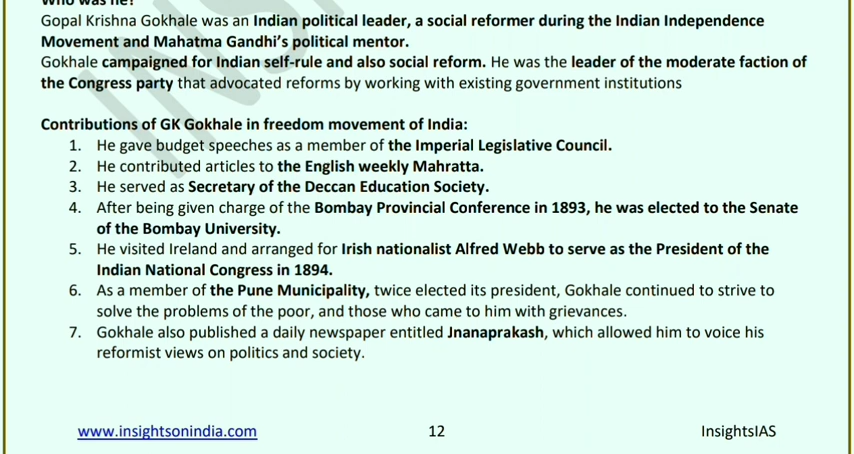 Who was he?
Gopal Krishna Gokhale was an Indian political leader, a social reformer during the Indian Independence
Movement and Mahatma Gandhi’s political mentor.
Gokhale campaigned for Indian self-rule and also social reform. He was the leader of the moderate faction of
the Congress party that advocated reforms by working with existing government institutions
Contributions of GK Gokhale in freedom movement of India:
1. He gave budget speeches as a member of the Imperial Legislative Council.
2. He contributed articles to the English weekly Mahratta.
3. He served as Secretary of the Deccan Education Society.
4. After being given charge of the Bombay Provincial Conference in 1893, he was elected to the Senate
of the Bombay University.
5. He visited Ireland and arranged for Irish nationalist Alfred Webb to serve as the President of the
Indian National Congress in 1894.
6. As a member of the Pune Municipality, twice elected its president, Gokhale continued to strive to
solve the problems of the poor, and those who came to him with grievances.
7. Gokhale also published a daily newspaper entitled Jnanaprakash, which allowed him to voice his
reformist views on politics and society.
www.insightsonindia.com 12 InsightsIAS